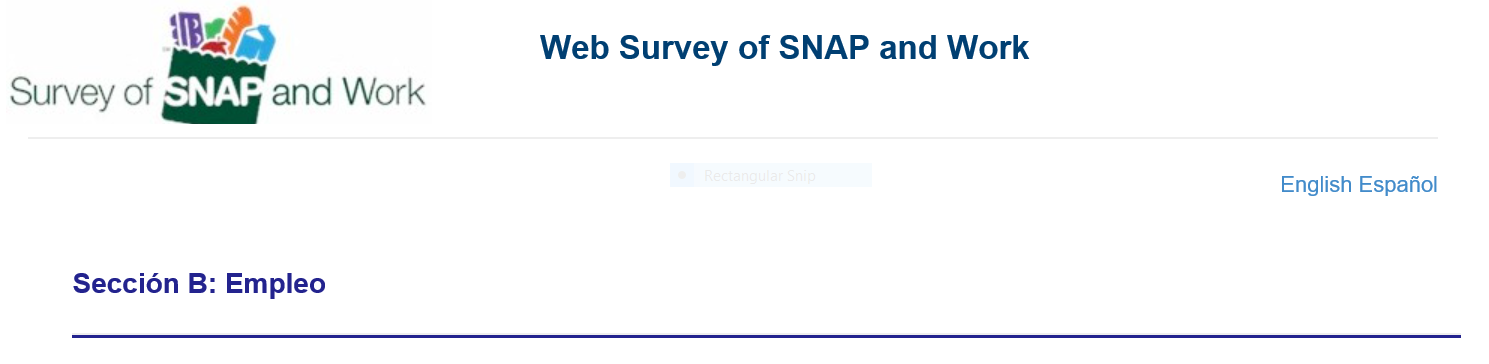 Survey of SNAP and Work
Web Survey of SNAP and Work
Rectangular Snip
English Español
Sección B: Empleo